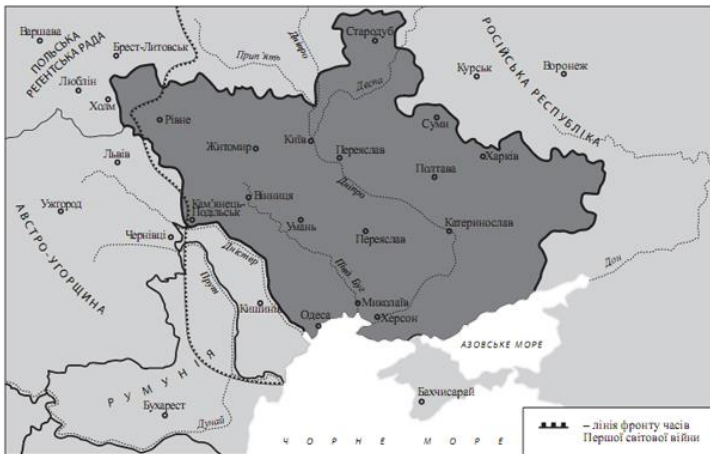 Варшава
ПОЛЬСЬКА
РЕГЕНТСЬКА РАДА
Брест-Литовськ
Люблін
Холм
Прип'ять
Дніпро
Стародуб
Десна
Курськ
Воронеж
РОСІЙСЬКА РЕСПУБЛІКА
Рівне
Київ
Суми
Житомир
Переяслав
Харків
Львів
Полтава
Ужгород
АВСТРО-УГОРЩИНА
Кам'янець-
Подільськ
Вінниця
Дніпро
Умань
Катеринослав
Переяслав
Чернівці
Дністер
Прут
Півд. Буг
Дон
Кишинів
Миколаїв
Херсон
Одеса
АЗОВСЬКЕ МОРЕ
РУМУНІЯ
Бахчисарай
Бухарест
Дунай
ЧОРНЕ МОРЕ
– лінія фронту часів
Першої світової війни